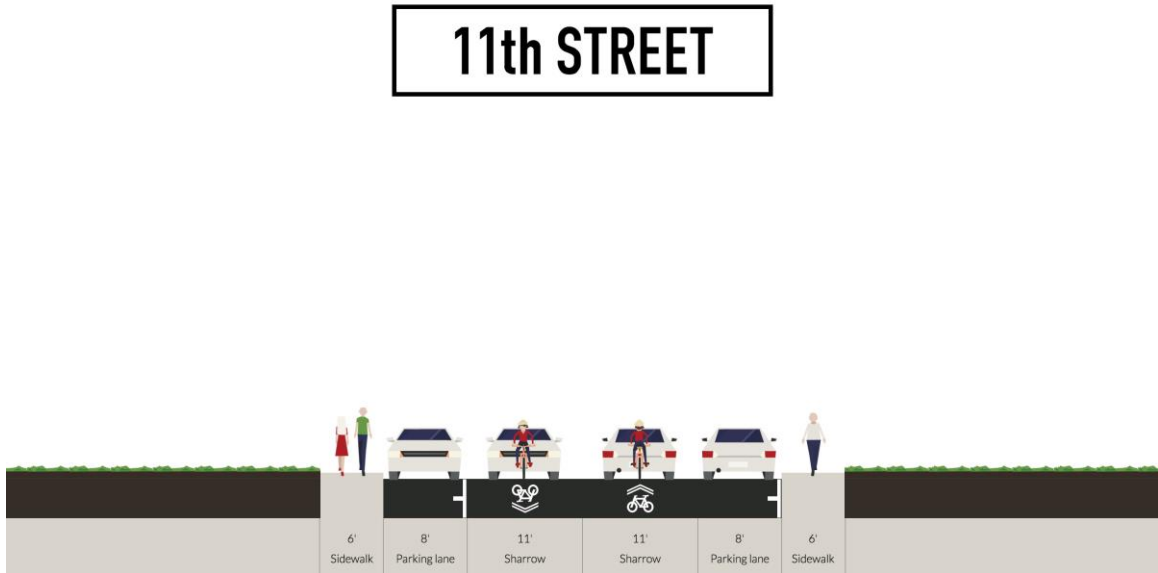 11th STREET
6' 8' 11' 11' 8' 6'
Sidewalk Parking lane Sharrow Sharrow Parking lane Sidewalk